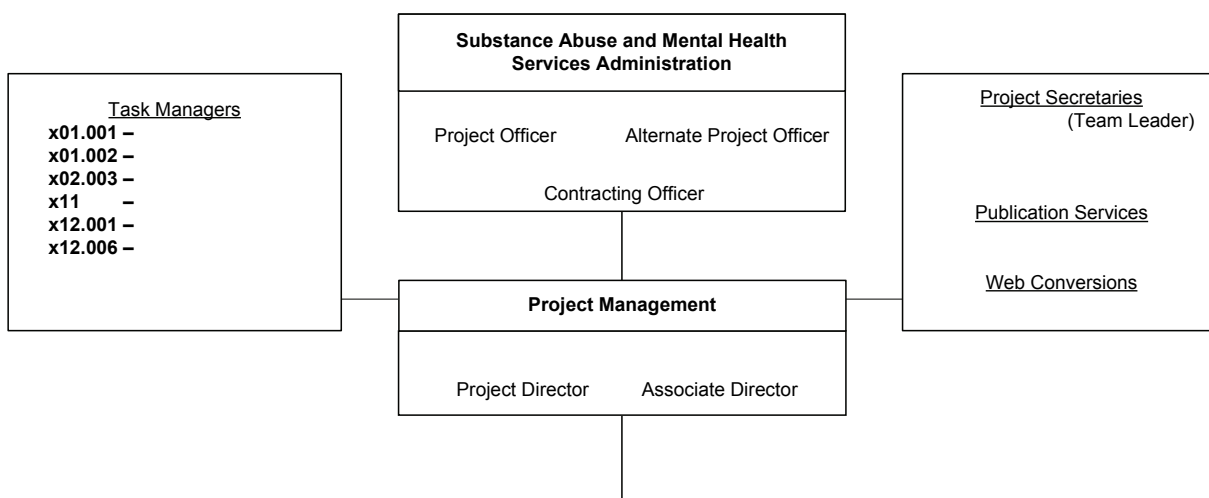 Substance Abuse and Mental Health
Services Administration
Project Officer
Alternate Project Officer
Contracting Officer
Task Managers
x01.001 –
x01.002 –
x02.003 –
x11 –
x12.001 –
x12.006 –
Project Secretaries
(Team Leader)
Publication Services
Web Conversions
Project Management
Project Director
Associate Director